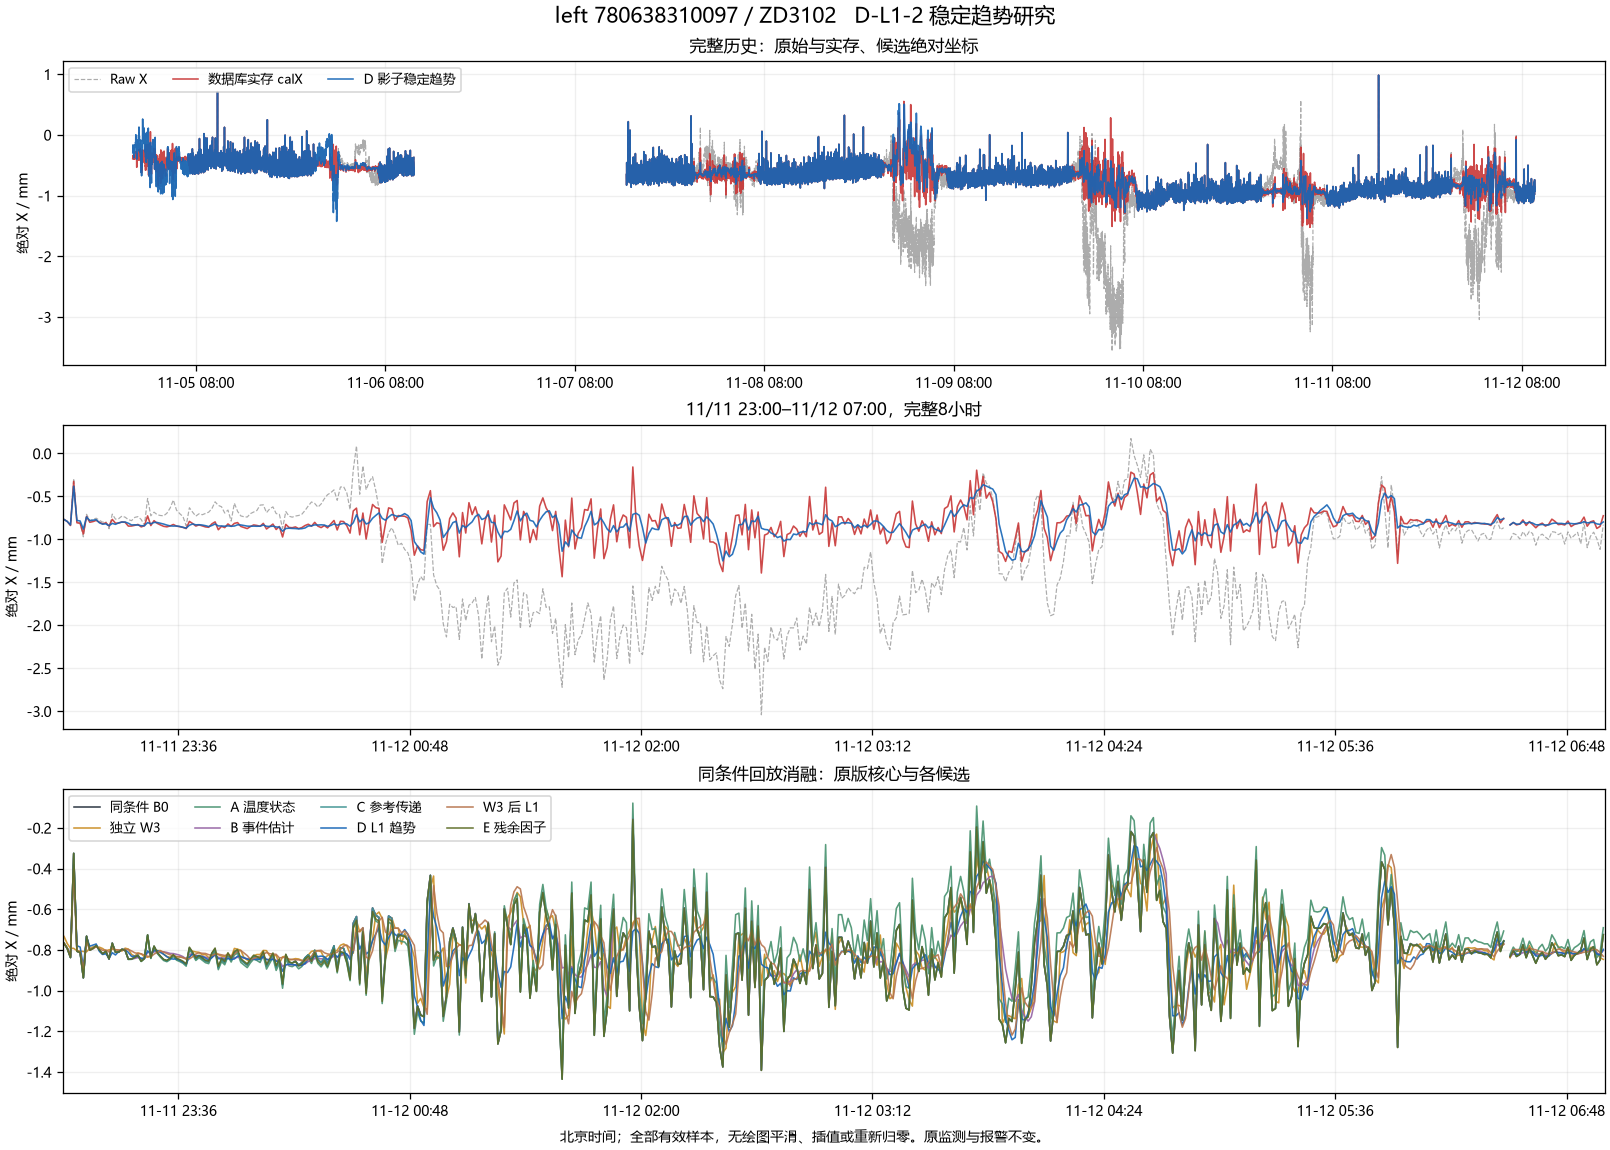 left 780638310097 / ZD3102   D-L1-2 稳定趋势研究
完整历史：原始与实存、候选绝对坐标
Raw X 数据库实存 calX D 影子稳定趋势
绝对 X / mm
1
0
-1
-2
-3
11-05 08:00 11-06 08:00 11-07 08:00 11-08 08:00 11-09 08:00 11-10 08:00 11-11 08:00 11-12 08:00
11/11 23:00–11/12 07:00，完整8小时
绝对 X / mm
0.0
-0.5
-1.0
-1.5
-2.0
-2.5
-3.0
11-11 23:36 11-12 00:48 11-12 02:00 11-12 03:12 11-12 04:24 11-12 05:36 11-12 06:48
同条件回放消融：原版核心与各候选
同条件 B0 A 温度状态 C 参考传递 W3 后 L1
独立 W3 B 事件估计 D L1 趋势 E 残余因子
绝对 X / mm
-0.2
-0.4
-0.6
-0.8
-1.0
-1.2
-1.4
11-11 23:36 11-12 00:48 11-12 02:00 11-12 03:12 11-12 04:24 11-12 05:36 11-12 06:48
北京时间；全部有效样本，无绘图平滑、插值或重新归零。原监测与报警不变。